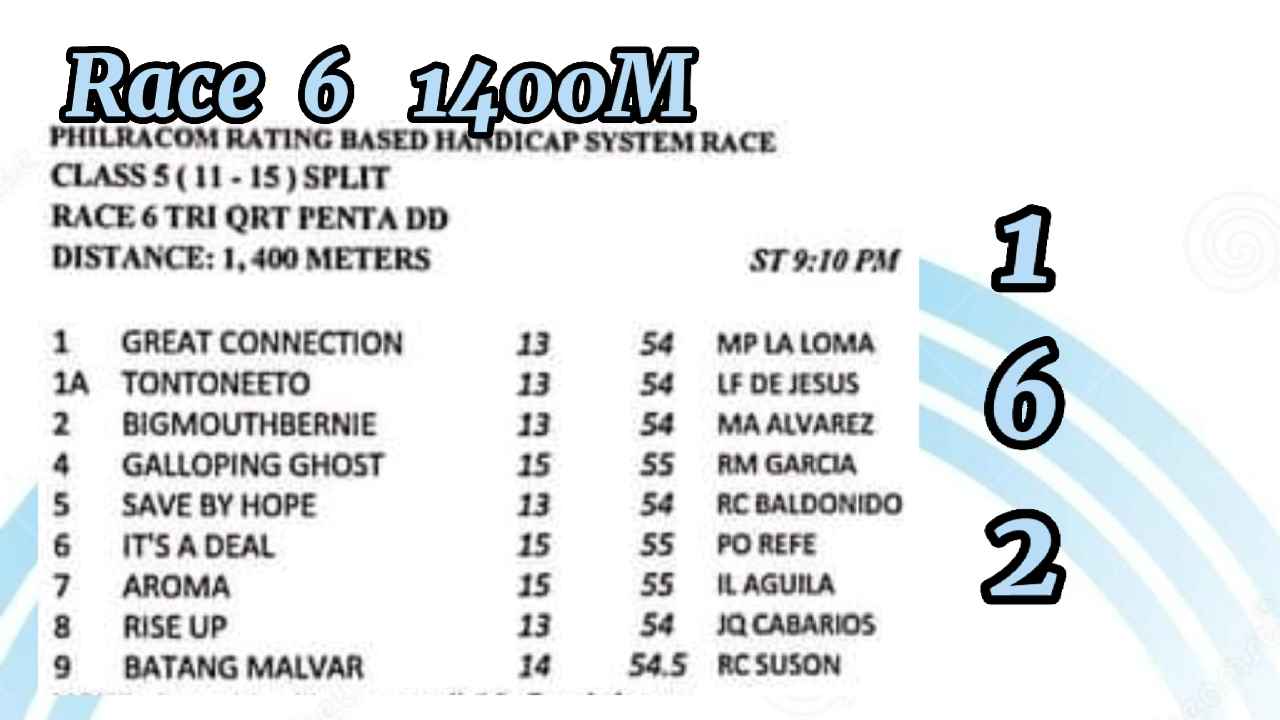 Race 6 1400M
PHILRACOM RATING BASED HANDICAP SYSTEM RACE
CLASS 5 ( 11 - 15 ) SPLIT
RACE 6 TRI QRT PENTA DD
DISTANCE: 1, 400 METERS ST 9:10 PM
1 GREAT CONNECTION 13 54 MP LA LOMA
1A TONTONEETO 13 54 LF DE JESUS
2 BIGMOUTHBERNIE 13 54 MA ALVAREZ
4 GALLOPING GHOST 15 55 RM GARCIA
5 SAVE BY HOPE 13 54 RC BALDONIDO
6 IT'S A DEAL 15 55 PO REFE
7 AROMA 15 55 IL AGUILA
8 RISE UP 13 54 JQ CABARIOS
9 BATANG MALVAR 14 54.5 RC SUSON
1
6
2